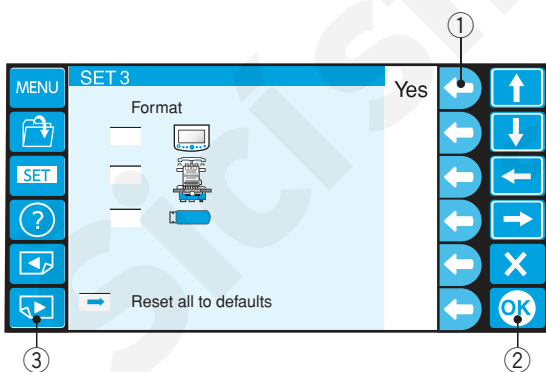 ①
MENU SET 3 Yes
Format
SET
?
Reset all to defaults
OK
③ ②